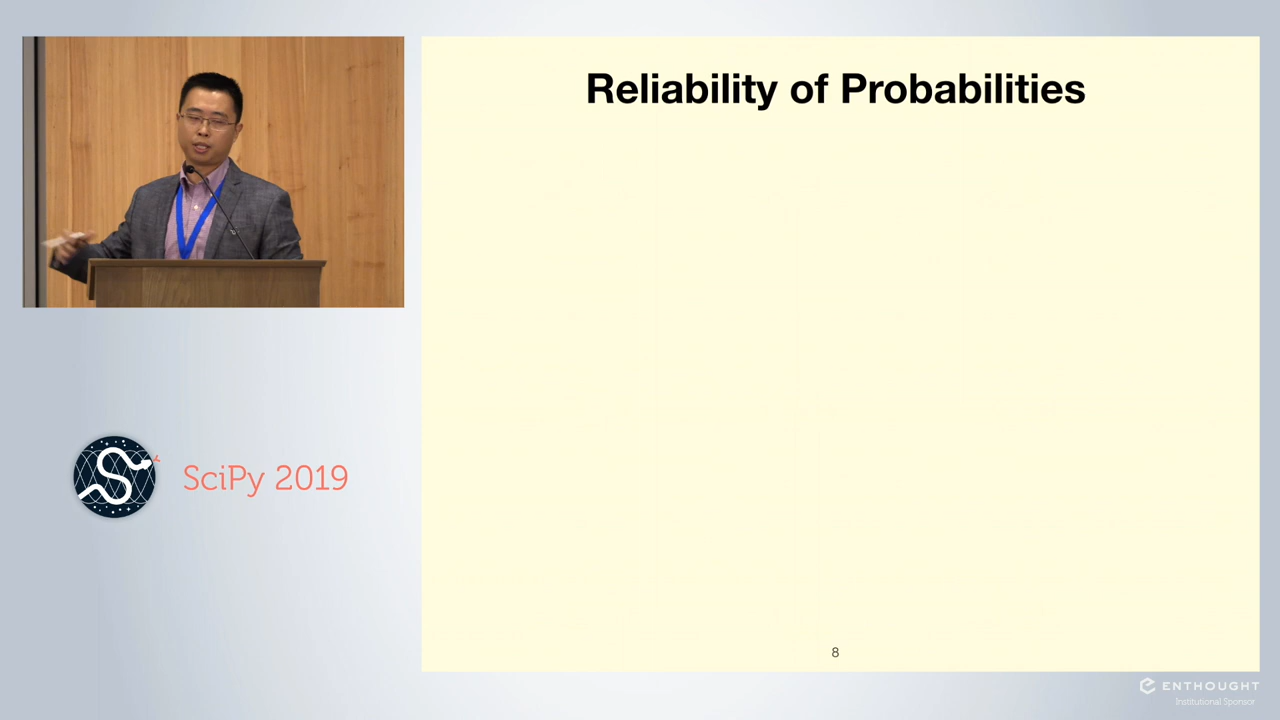 Reliability of Probabilities
SciPy 2019
8
ENTHOUGHT
Institutional Sponsor